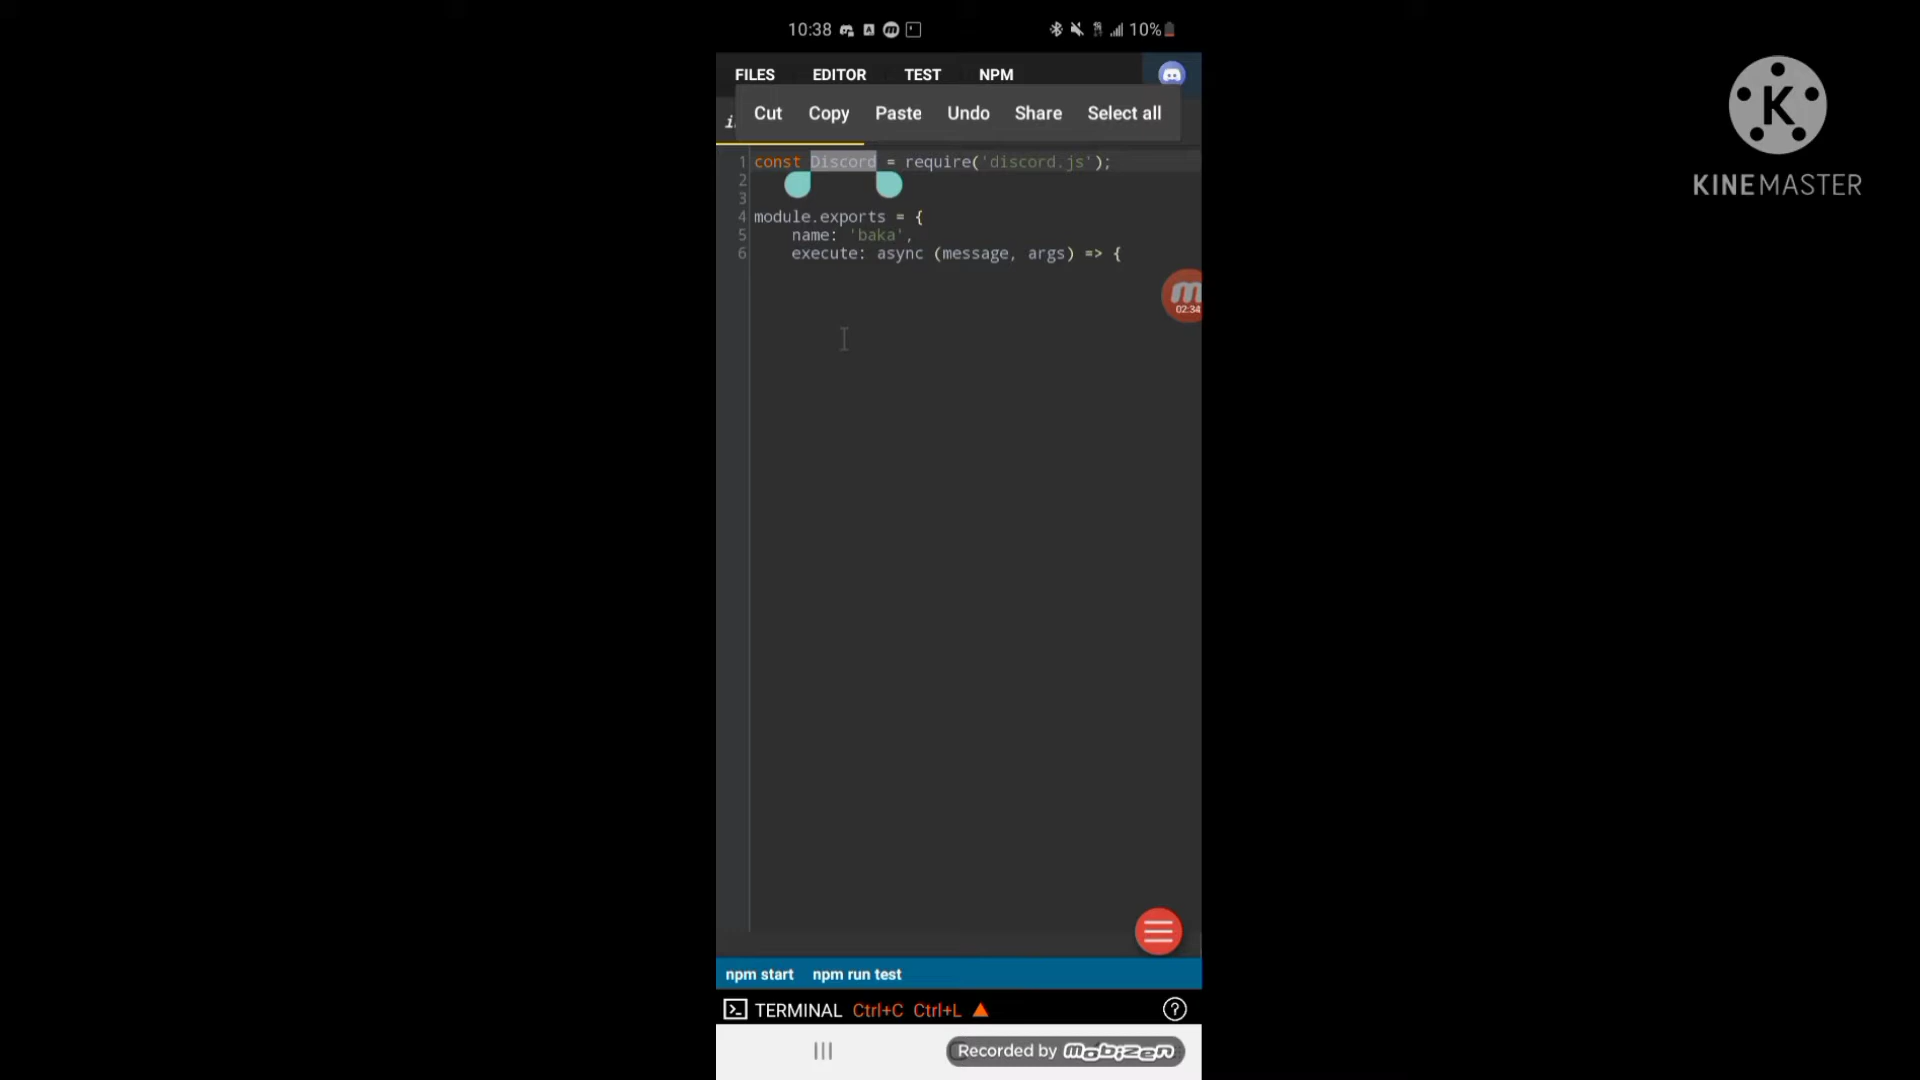 10:38 10%
FILES EDITOR TEST NPM
Cut Copy Paste Undo Share Select all
1 const Discord = require('discord.js');
2
3
4 module.exports = {
5 name: 'baka',
6 execute: async (message, args) => {
02:34
npm start npm run test
TERMINAL Ctrl+C Ctrl+L
Recorded by mobizen
K
KINEMASTER